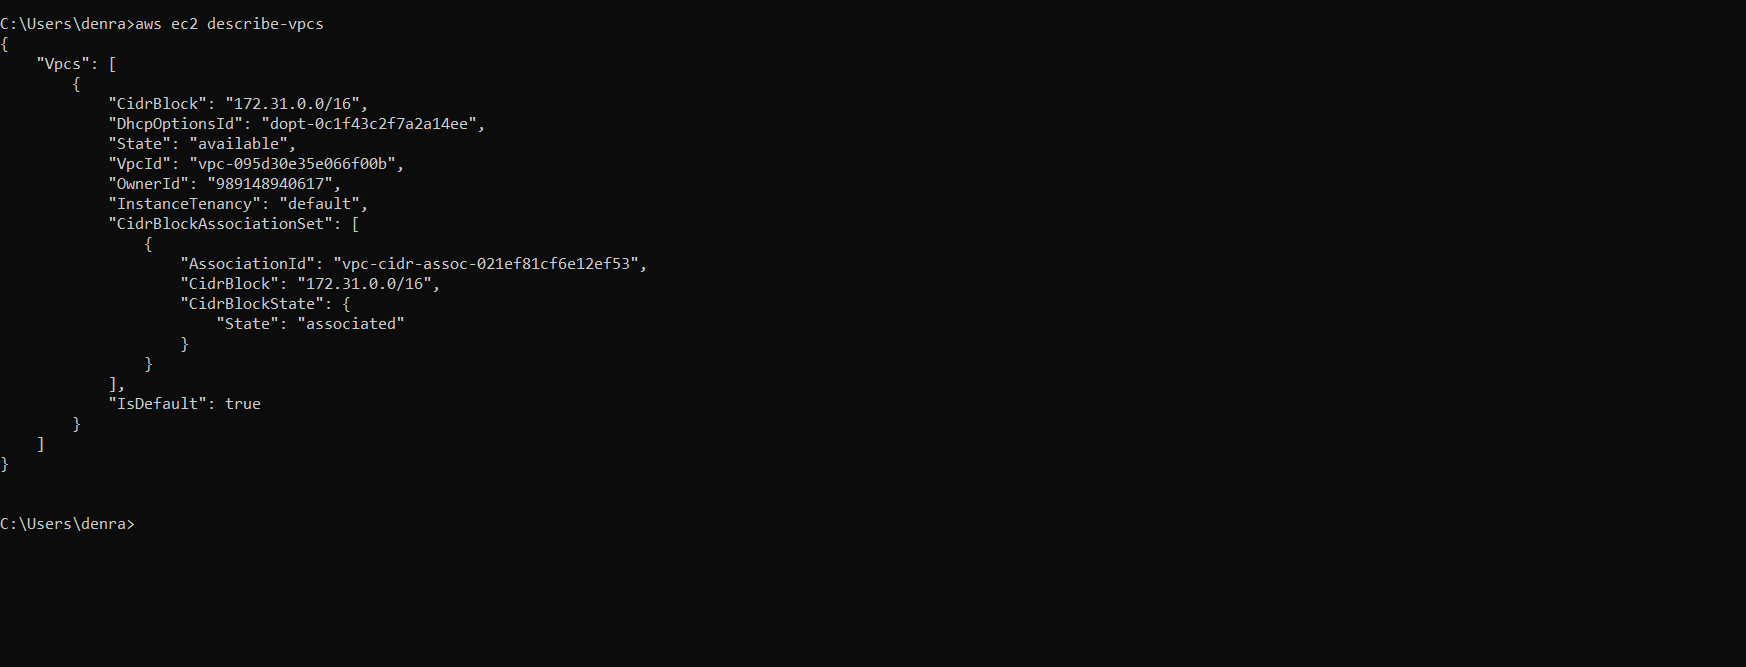 C:\Users\denra>aws ec2 describe-vpcs
{
    "Vpcs": [
        {
            "CidrBlock": "172.31.0.0/16",
            "DhcpOptionsId": "dopt-0c1f43c2f7a2a14ee",
            "State": "available",
            "VpcId": "vpc-095d30e35e066f00b",
            "OwnerId": "989148940617",
            "InstanceTenancy": "default",
            "CidrBlockAssociationSet": [
                {
                    "AssociationId": "vpc-cidr-assoc-021ef81cf6e12ef53",
                    "CidrBlock": "172.31.0.0/16",
                    "CidrBlockState": {
                        "State": "associated"
                    }
                }
            ],
            "IsDefault": true
        }
    ]
}
C:\Users\denra>